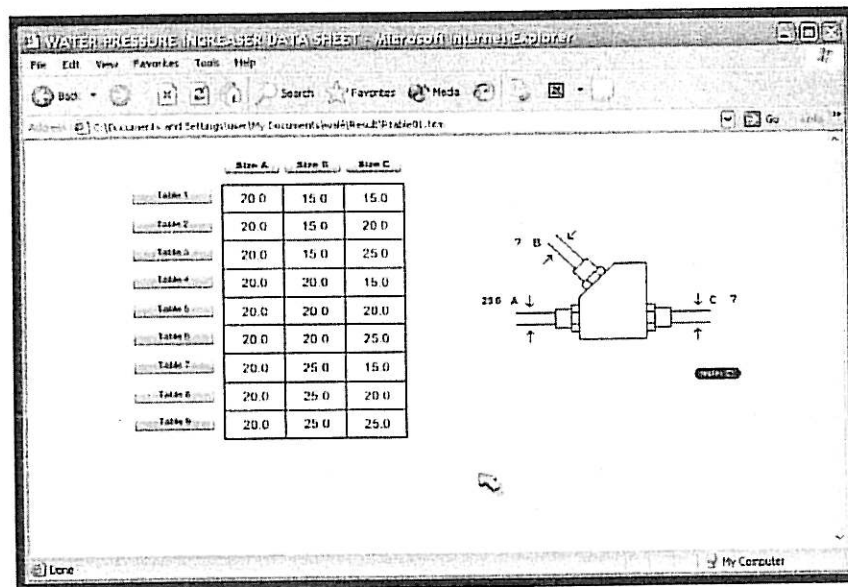 WATER PRESSURE INCREASER DATA SHEET - Microsoft Internet Explorer
File Edit View Favorites Tools Help
Back Search Favorites Media
Address Go Links »
Size A Size B Size C
Table 1 20.0 15.0 15.0
Table 2 20.0 15.0 20.0
Table 3 20.0 15.0 25.0
Table 4 20.0 20.0 15.0
Table 5 20.0 20.0 20.0
Table 6 20.0 20.0 25.0
Table 7 20.0 25.0 15.0
Table 8 20.0 25.0 20.0
Table 9 20.0 25.0 25.0
7 B
236 A
C 7
Done My Computer